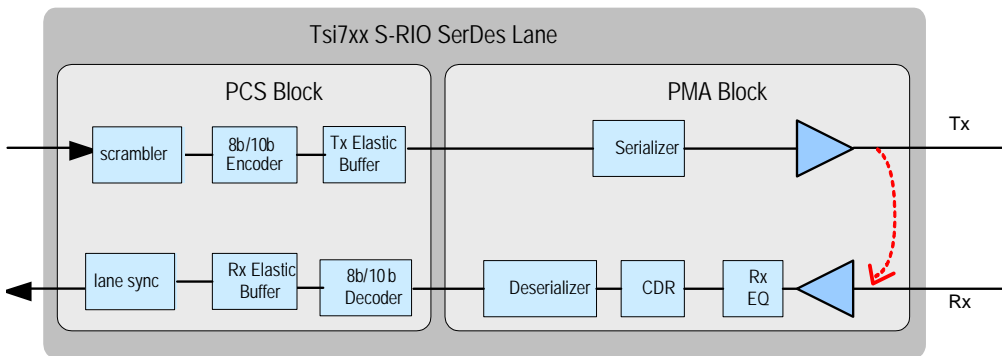 Tsi7xx S-RIO SerDes Lane
PCS Block
PMA Block
scrambler
8b/10b
Encoder
Tx Elastic
Buffer
Serializer
Tx
lane sync
Rx Elastic
Buffer
8b/10 b
Decoder
Deserializer
CDR
Rx
EQ
Rx